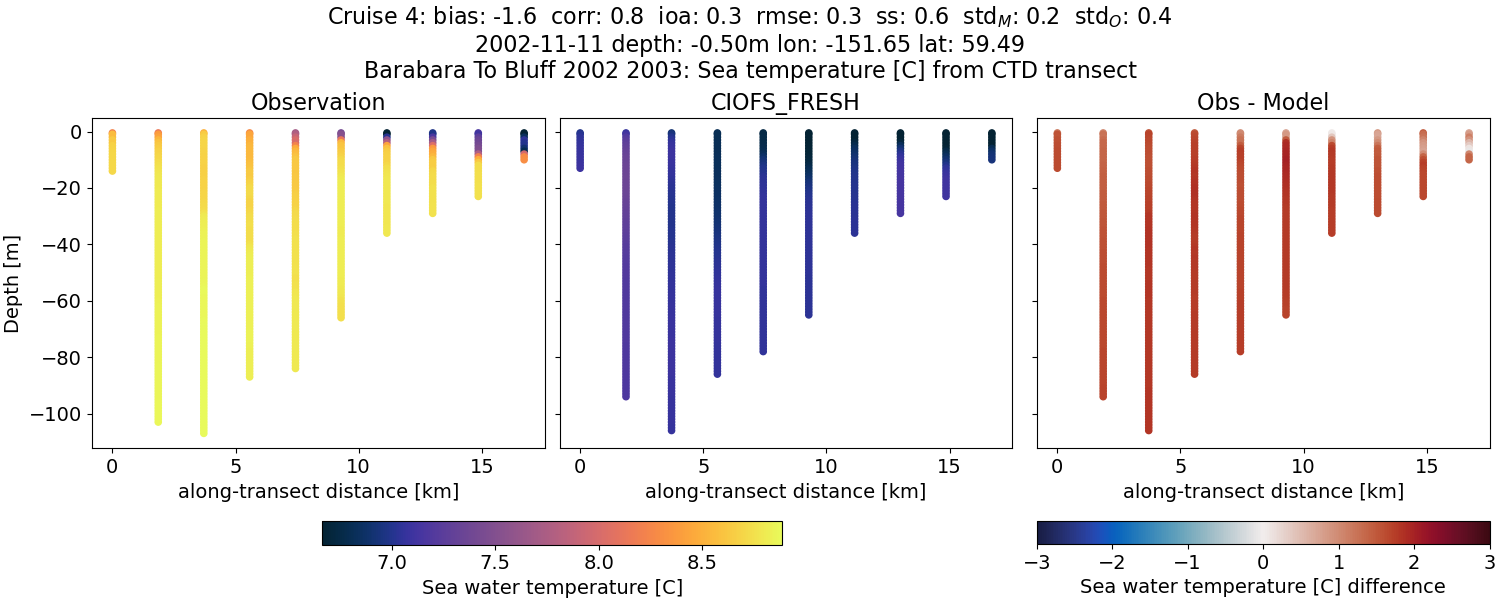 Cruise 4: bias: -1.6 corr: 0.8 ioa: 0.3 rmse: 0.3 ss: 0.6 std_M: 0.2 std_O: 0.4
2002-11-11 depth: -0.50m lon: -151.65 lat: 59.49
Barabara To Bluff 2002 2003: Sea temperature [C] from CTD transect
Observation
CIOFS_FRESH
Obs - Model
Depth [m]
0
−20
−40
−60
−80
−100
0 5 10 15
0 5 10 15
0 5 10 15
along-transect distance [km]
along-transect distance [km]
along-transect distance [km]
7.0 7.5 8.0 8.5
Sea water temperature [C]
−3 −2 −1 0 1 2 3
Sea water temperature [C] difference